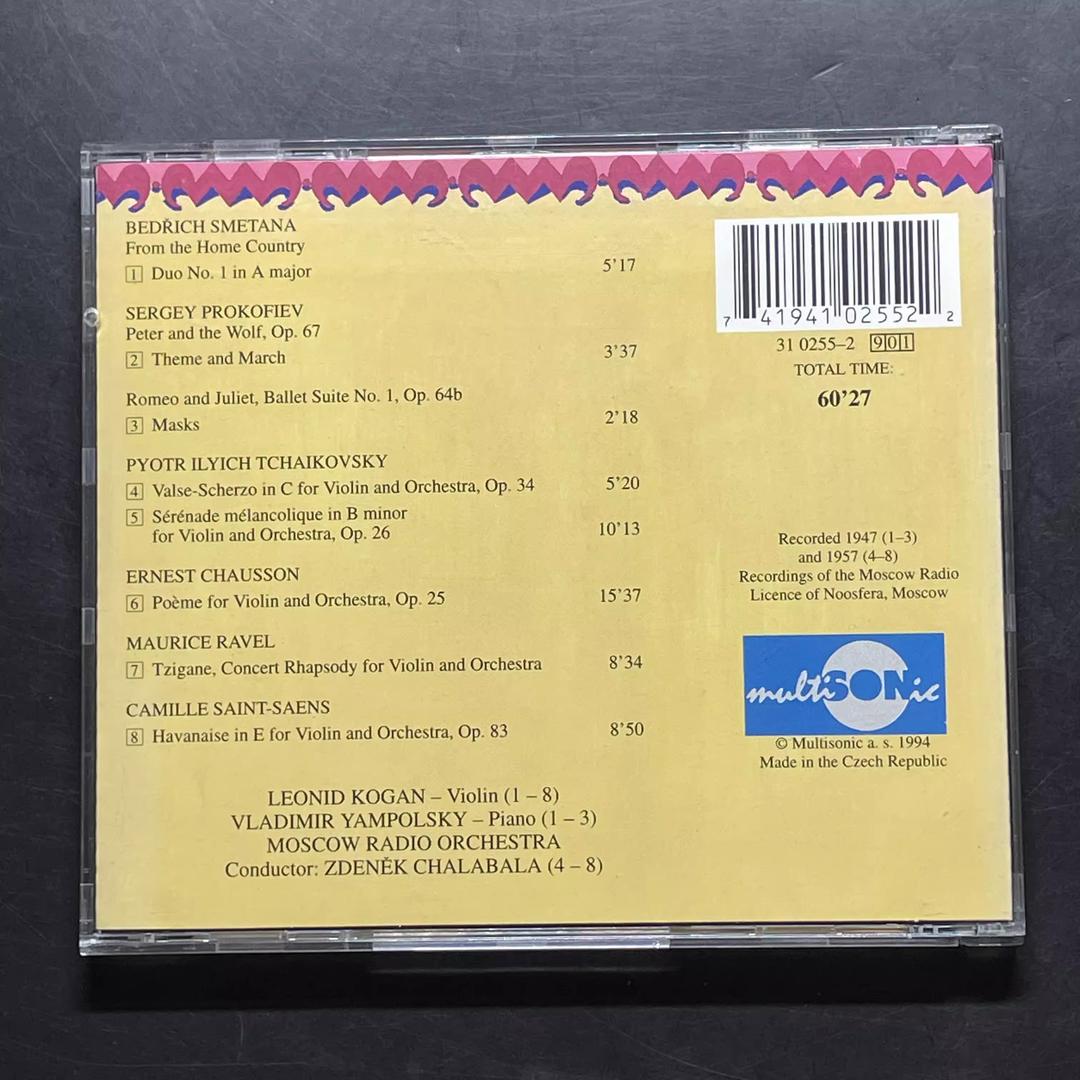 BEDŘICH SMETANA
From the Home Country
1 Duo No. 1 in A major 5’17
SERGEY PROKOFIEV
Peter and the Wolf, Op. 67
2 Theme and March 3’37
Romeo and Juliet, Ballet Suite No. 1, Op. 64b
3 Masks 2’18
PYOTR ILYICH TCHAIKOVSKY
4 Valse-Scherzo in C for Violin and Orchestra, Op. 34 5’20
5 Sérénade mélancolique in B minor
for Violin and Orchestra, Op. 26 10’13
ERNEST CHAUSSON
6 Poème for Violin and Orchestra, Op. 25 15’37
MAURICE RAVEL
7 Tzigane, Concert Rhapsody for Violin and Orchestra 8’34
CAMILLE SAINT-SAENS
8 Havanaise in E for Violin and Orchestra, Op. 83 8’50
LEONID KOGAN – Violin (1 – 8)
VLADIMIR YAMPOLSKY – Piano (1 – 3)
MOSCOW RADIO ORCHESTRA
Conductor: ZDENĚK CHALABALA (4 – 8)
7 41941 02552 2
31 0255-2 901
TOTAL TIME:
60’27
Recorded 1947 (1–3)
and 1957 (4–8)
Recordings of the Moscow Radio
Licence of Noosfera, Moscow
multiSONic
© Multisonic a. s. 1994
Made in the Czech Republic